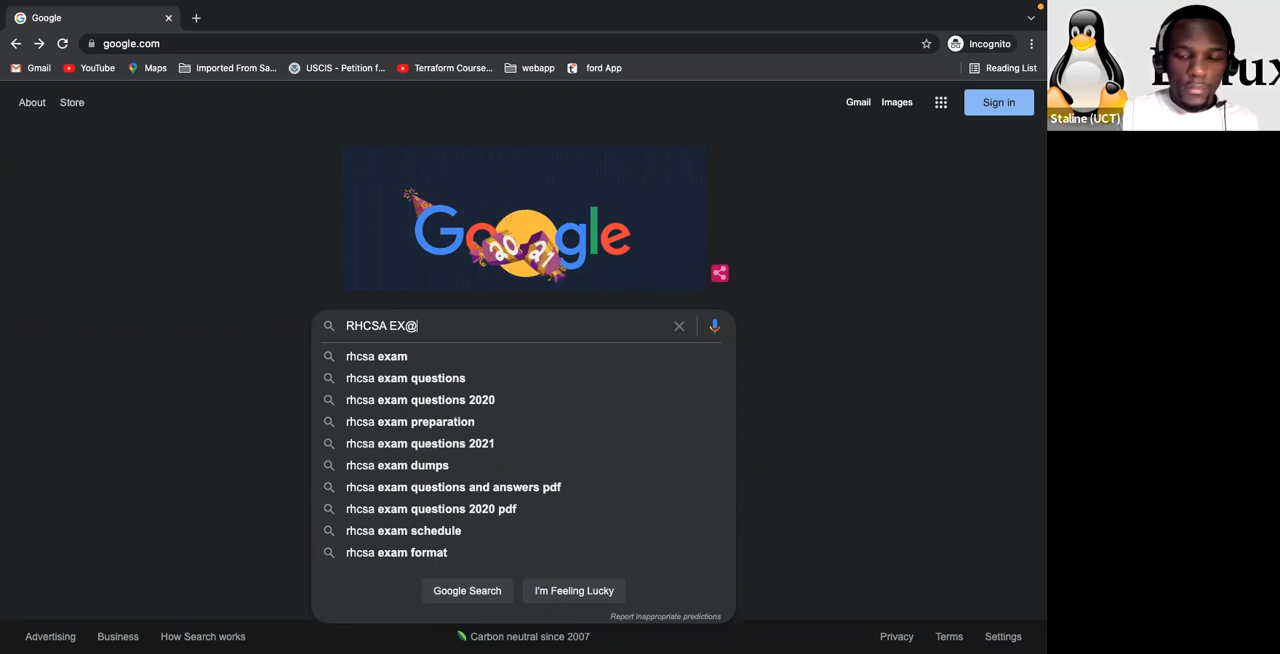 Google
google.com
Incognito
Gmail
YouTube
Maps
Imported From Sa...
USCIS - Petition f...
Terraform Course...
webapp
ford App
Reading List
About
Store
Gmail
Images
Sign in
Google
2021
RHCSA EX@
rhcsa exam
rhcsa exam questions
rhcsa exam questions 2020
rhcsa exam preparation
rhcsa exam questions 2021
rhcsa exam dumps
rhcsa exam questions and answers pdf
rhcsa exam questions 2020 pdf
rhcsa exam schedule
rhcsa exam format
Google Search
I'm Feeling Lucky
Report inappropriate predictions
Advertising
Business
How Search works
Carbon neutral since 2007
Privacy
Terms
Settings
Staline (UCT)